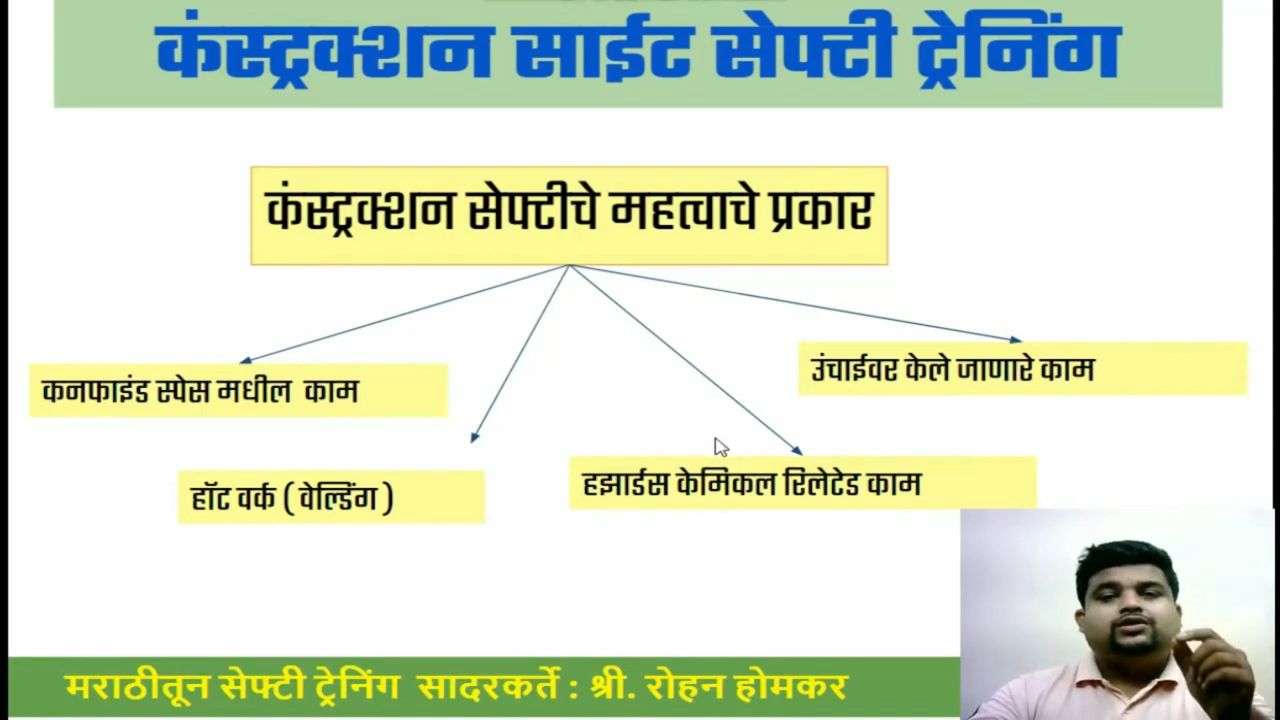 कंस्ट्रक्शन साईट सेफ्टी ट्रेनिंग
कंस्ट्रक्शन सेफ्टीचे महत्वाचे प्रकार
उंचाईवर केले जाणारे काम
कनफाइंड स्पेस मधील काम
हझार्डस केमिकल रिलेटेड काम
हॉट वर्क ( वेल्डिंग )
मराठीतून सेफ्टी ट्रेनिंग सादरकर्ते : श्री. रोहन होमकर